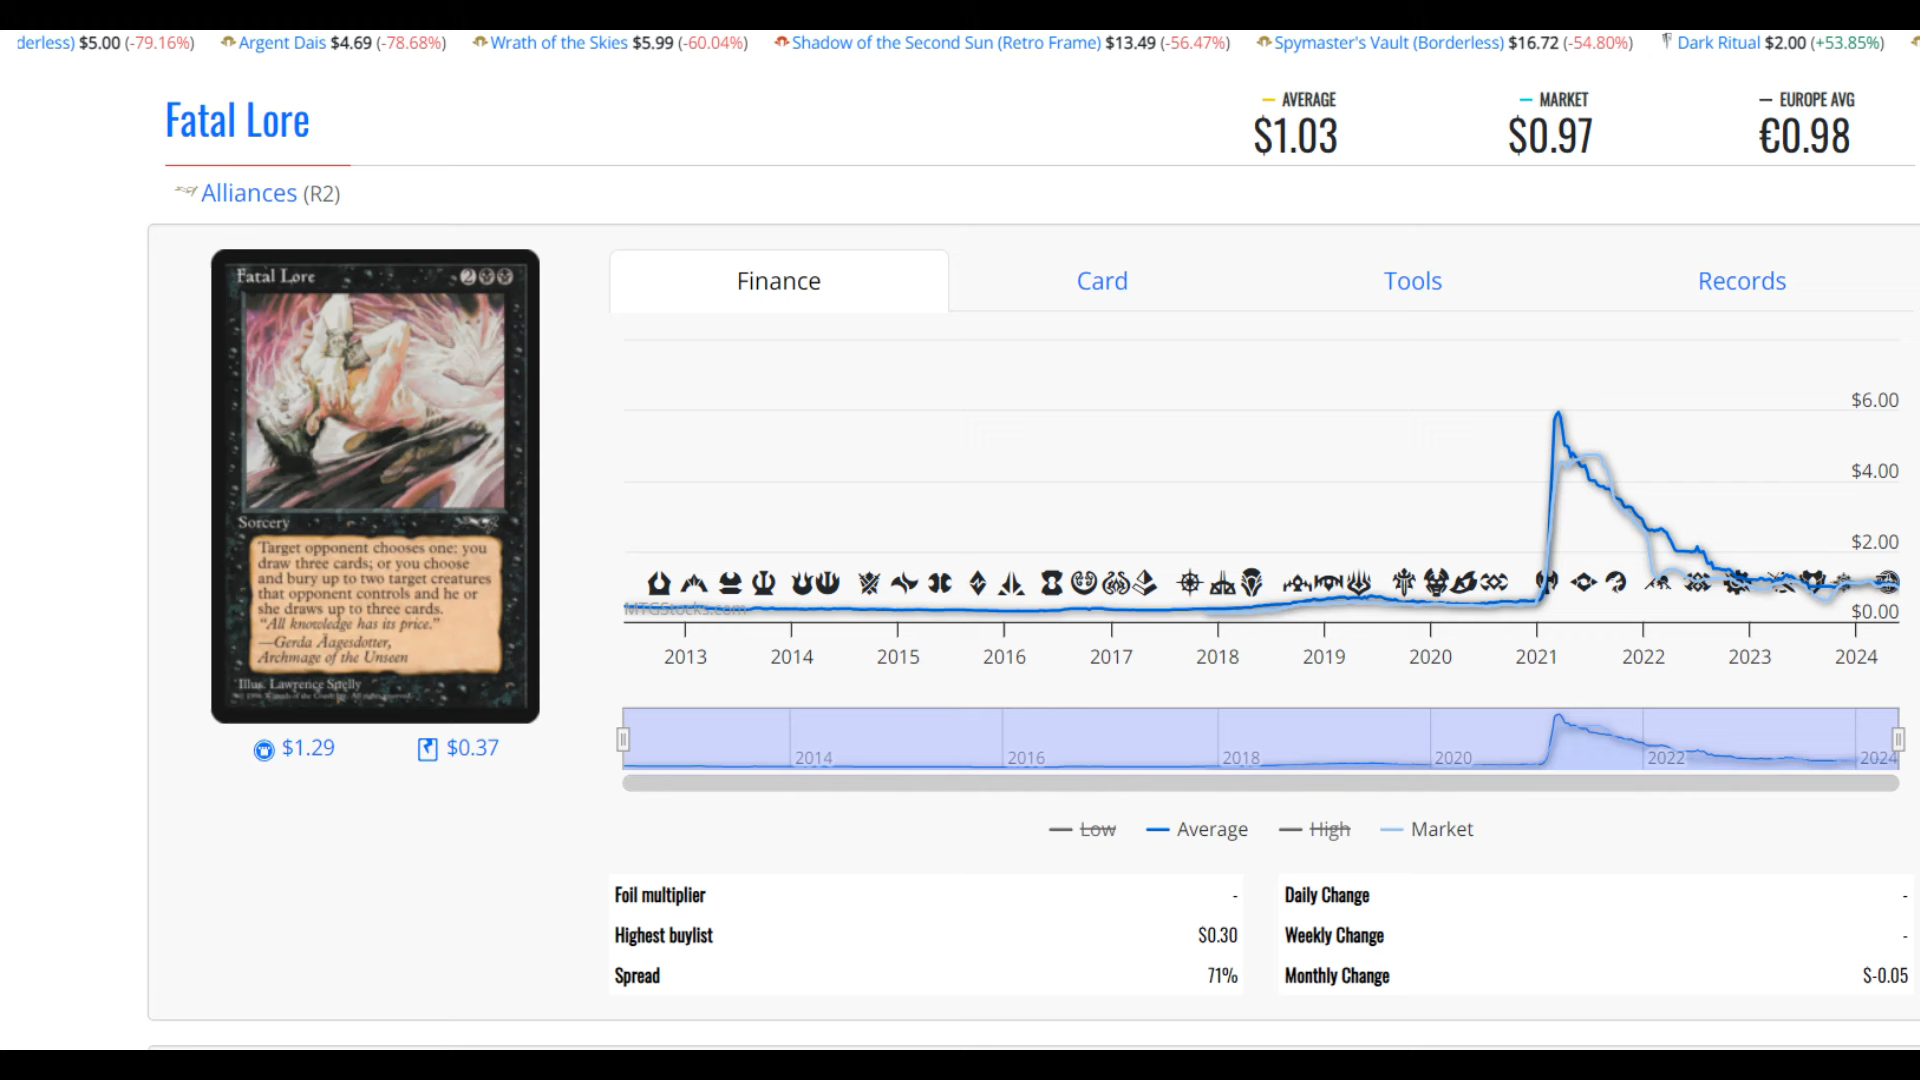 derless) $5.00 (-79.16%) Argent Dais $4.69 (-78.68%) Wrath of the Skies $5.99 (-60.04%) Shadow of the Second Sun (Retro Frame) $13.49 (-56.47%) Spymaster's Vault (Borderless) $16.72 (-54.80%) Dark Ritual $2.00 (+53.85%)
Fatal Lore
AVERAGE
$1.03
MARKET
$0.97
EUROPE AVG
€0.98
Alliances (R2)
Fatal Lore 2
Sorcery
Target opponent chooses one: you
draw three cards; or you choose
and bury up to two target creatures
that opponent controls and he or
she draws up to three cards.
"All knowledge has its price."
—Gerda Äagesdotter,
Archmage of the Unseen
Illus. Lawrence Snelly
$1.29 $0.37
Finance Card Tools Records
$6.00
$4.00
$2.00
$0.00
MTGStocks.com
2013 2014 2015 2016 2017 2018 2019 2020 2021 2022 2023 2024
2014 2016 2018 2020 2022 2024
Low Average High Market
Foil multiplier -
Highest buylist $0.30
Spread 71%
Daily Change -
Weekly Change -
Monthly Change $-0.05